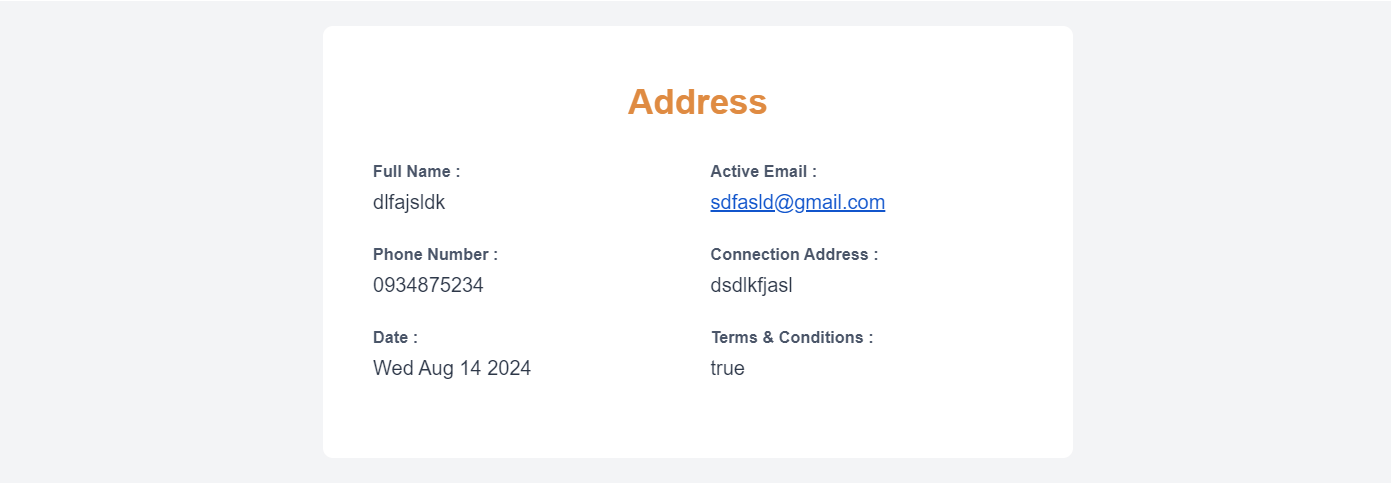 Address
Full Name :
dlfajsldk
Active Email :
sdfasld@gmail.com
Phone Number :
0934875234
Connection Address :
dsdlkfjasl
Date :
Wed Aug 14 2024
Terms & Conditions :
true